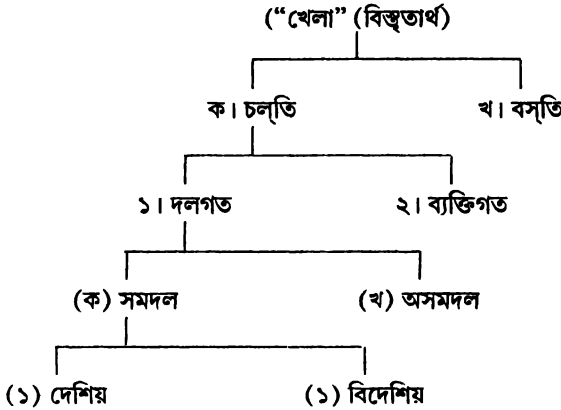 (“খেলা” (বিস্তৃতার্থ)
ক। চল্‌তি খ। বস্‌তি
১। দলগত ২। ব্যক্তিগত
(ক) সমদল (খ) অসমদল
(১) দেশিয় (১) বিদেশিয়